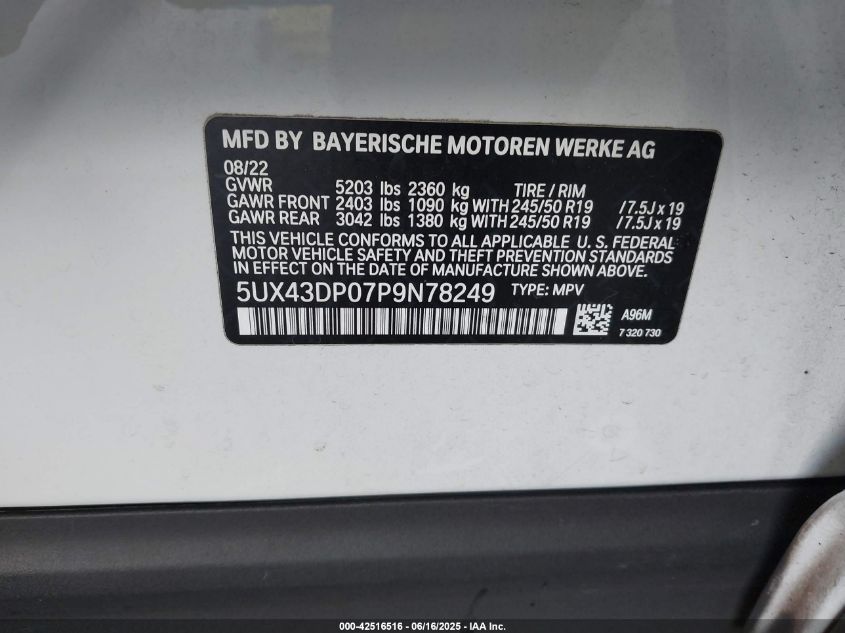 MFD BY BAYERISCHE MOTOREN WERKE AG
08/22
GVWR 5203 lbs 2360 kg TIRE / RIM
GAWR FRONT 2403 lbs 1090 kg WITH 245/50 R19 / 7.5J x 19
GAWR REAR 3042 lbs 1380 kg WITH 245/50 R19 / 7.5J x 19
THIS VEHICLE CONFORMS TO ALL APPLICABLE U. S. FEDERAL
MOTOR VEHICLE SAFETY AND THEFT PREVENTION STANDARDS
IN EFFECT ON THE DATE OF MANUFACTURE SHOWN ABOVE.
5UX43DP07P9N78249 TYPE: MPV
A96M
7 320 730
000-42516516 - 06/16/2025 - IAA Inc.